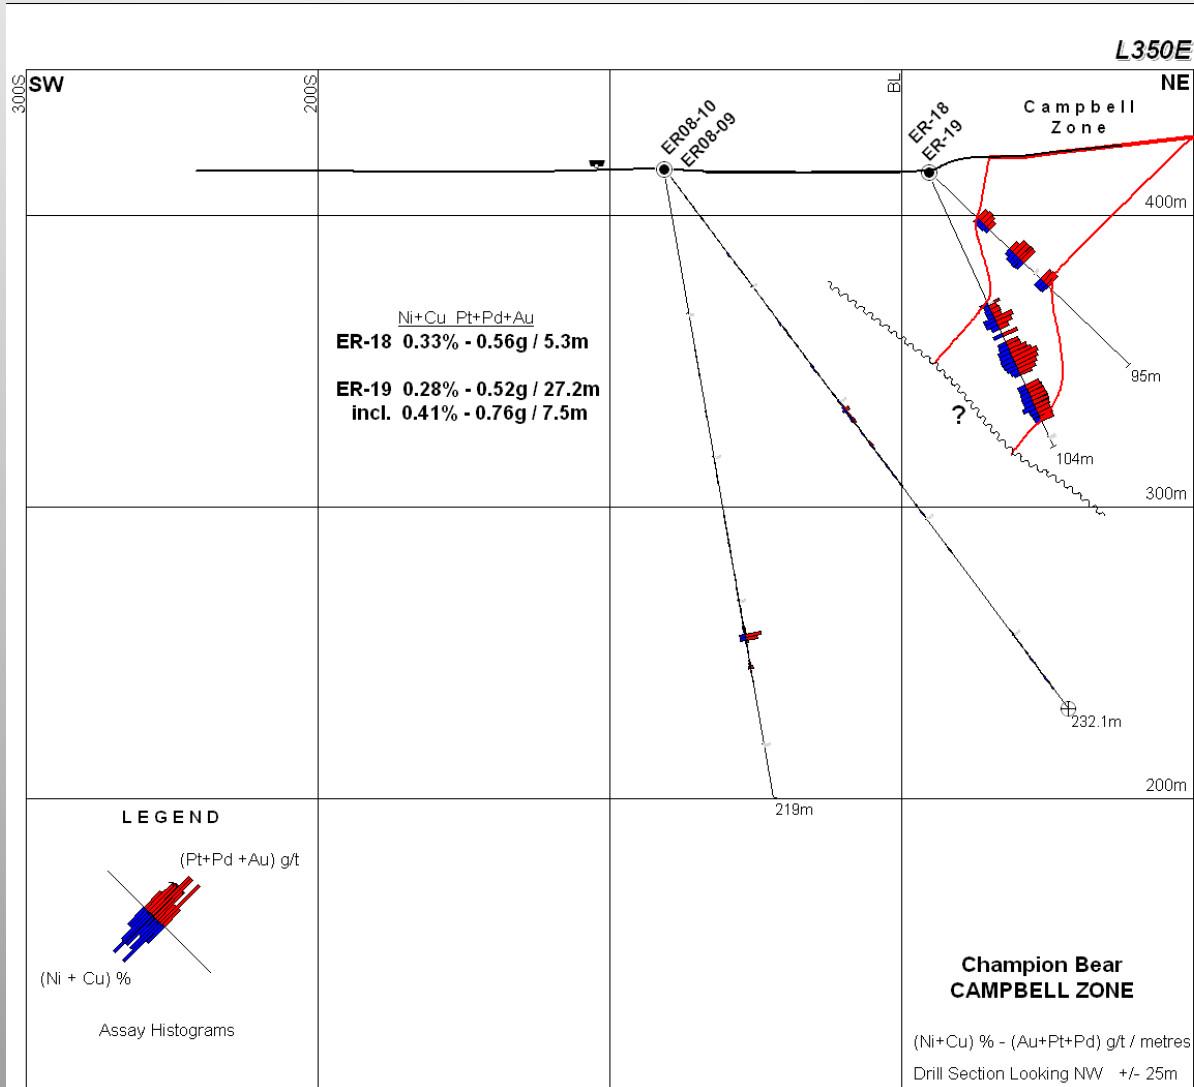 L350E
300S
SW
200S
BL
NE
ER08-10
ER08-09
ER-18
ER-19
Campbell
Zone
400m
Ni+Cu Pt+Pd+Au
ER-18 0.33% - 0.56g / 5.3m
ER-19 0.28% - 0.52g / 27.2m
incl. 0.41% - 0.76g / 7.5m
95m
?
104m
300m
232.1m
200m
219m
LEGEND
(Pt+Pd +Au) g/t
(Ni + Cu) %
Assay Histograms
Champion Bear
CAMPBELL ZONE
(Ni+Cu) % - (Au+Pt+Pd) g/t / metres
Drill Section Looking NW +/- 25m